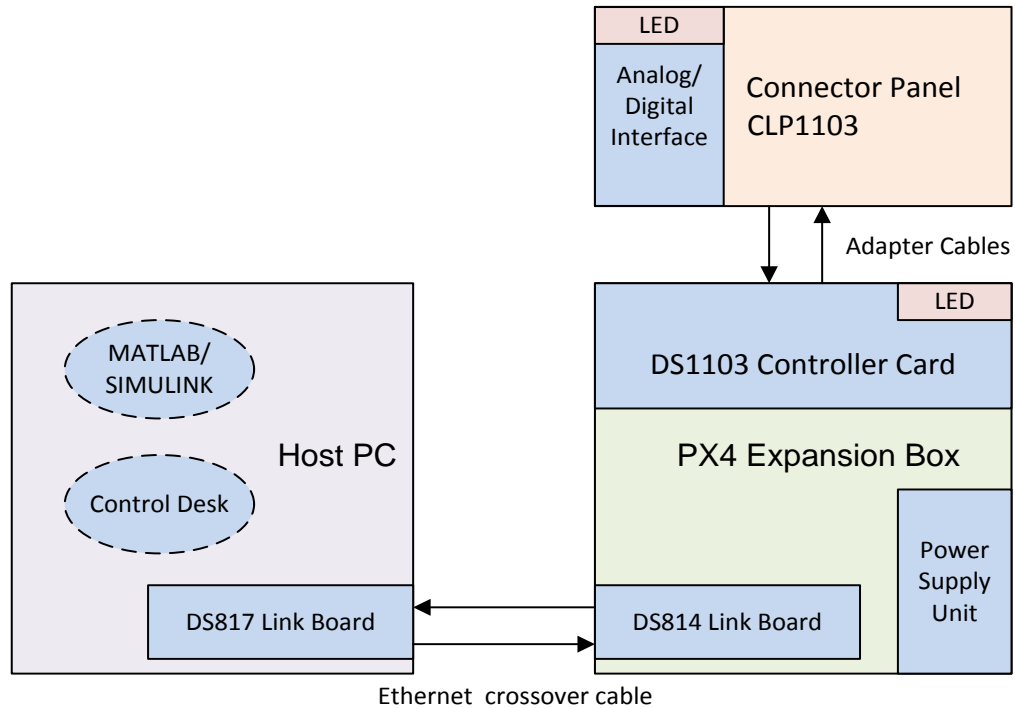 LED
Analog/
Digital
Interface
Connector Panel
CLP1103
Adapter Cables
LED
DS1103 Controller Card
MATLAB/
SIMULINK
Host PC
Control Desk
DS817 Link Board
PX4 Expansion Box
Power
Supply
Unit
DS814 Link Board
Ethernet crossover cable